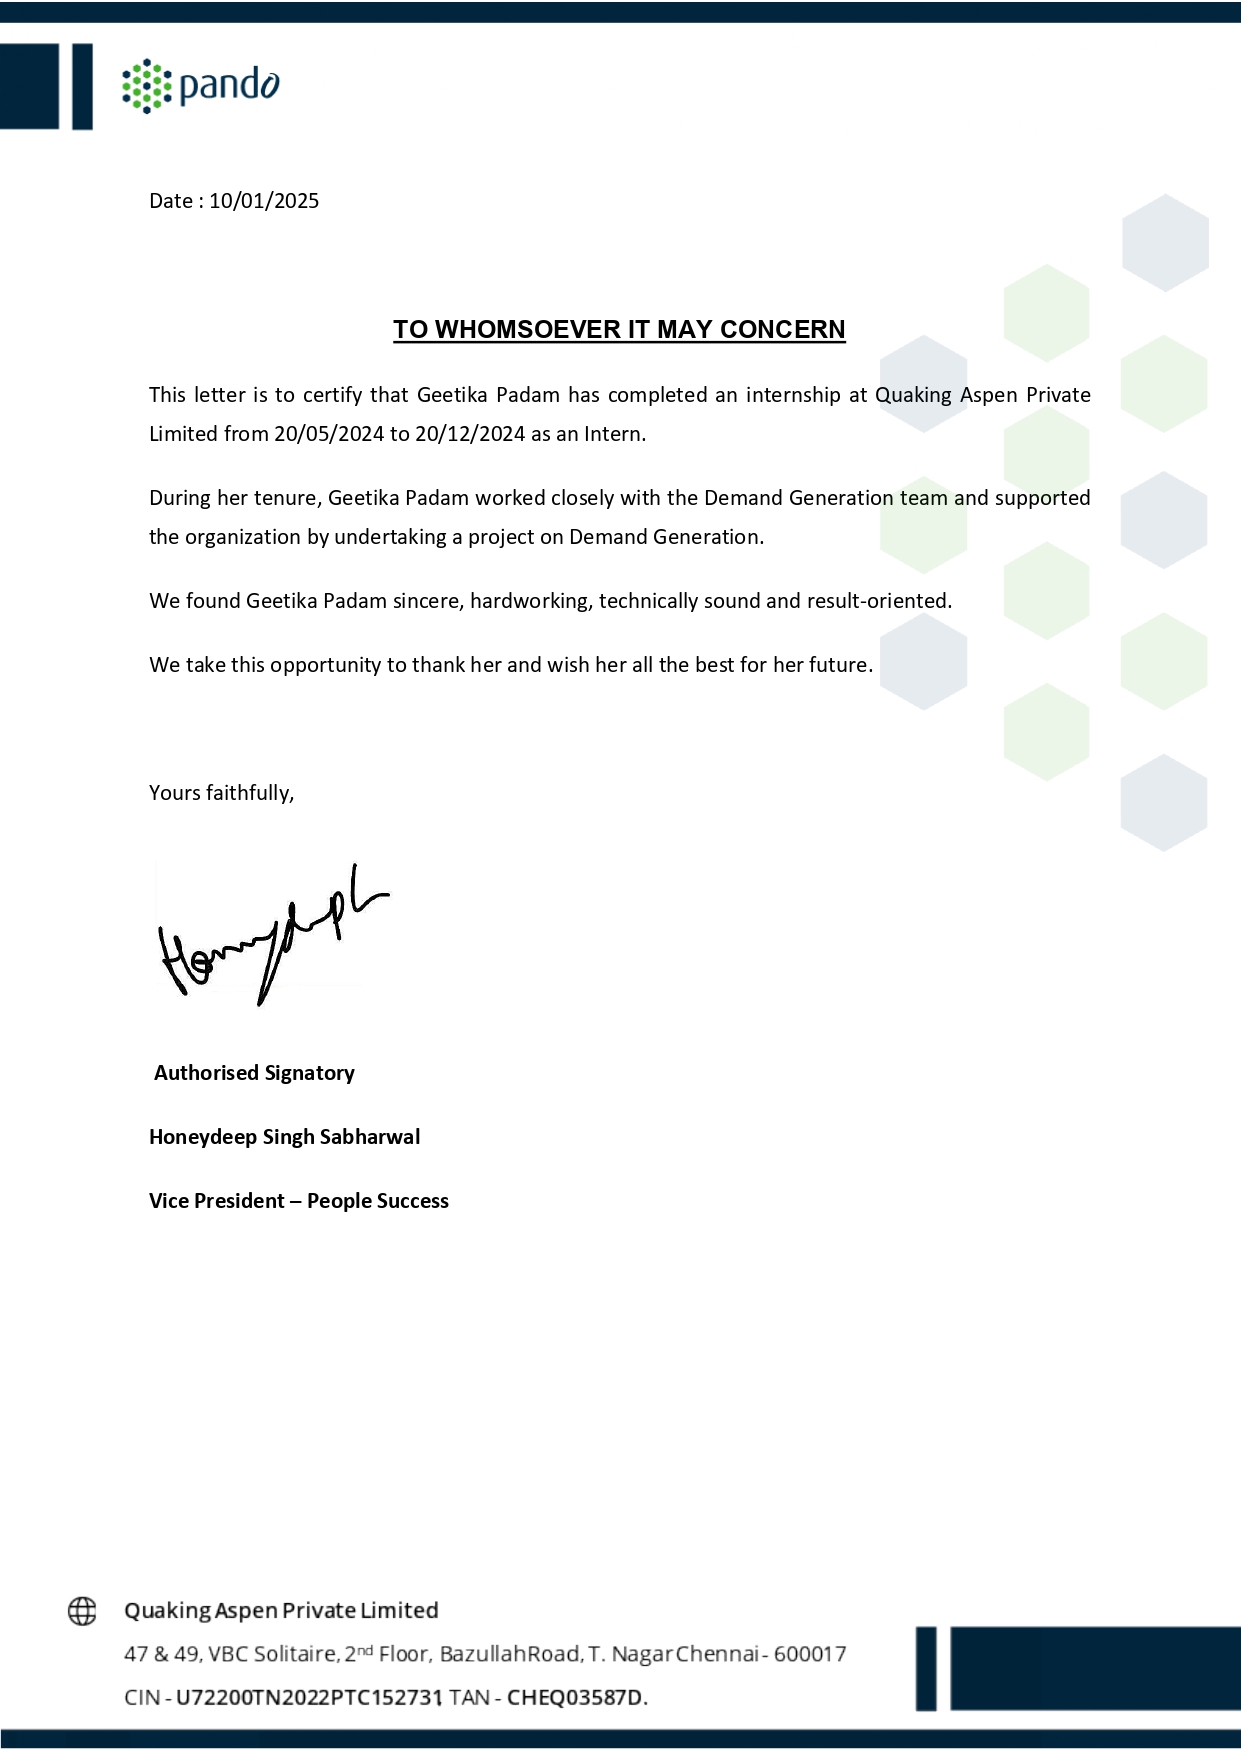 pando
Date : 10/01/2025
TO WHOMSOEVER IT MAY CONCERN
This letter is to certify that Geetika Padam has completed an internship at Quaking Aspen Private
Limited from 20/05/2024 to 20/12/2024 as an Intern.
During her tenure, Geetika Padam worked closely with the Demand Generation team and supported
the organization by undertaking a project on Demand Generation.
We found Geetika Padam sincere, hardworking, technically sound and result-oriented.
We take this opportunity to thank her and wish her all the best for her future.
Yours faithfully,
Honeydeep
Authorised Signatory
Honeydeep Singh Sabharwal
Vice President – People Success
Quaking Aspen Private Limited
47 & 49, VBC Solitaire, 2nd Floor, Bazullah Road, T. Nagar Chennai - 600017
CIN - U72200TN2022PTC152731, TAN - CHEQ03587D.